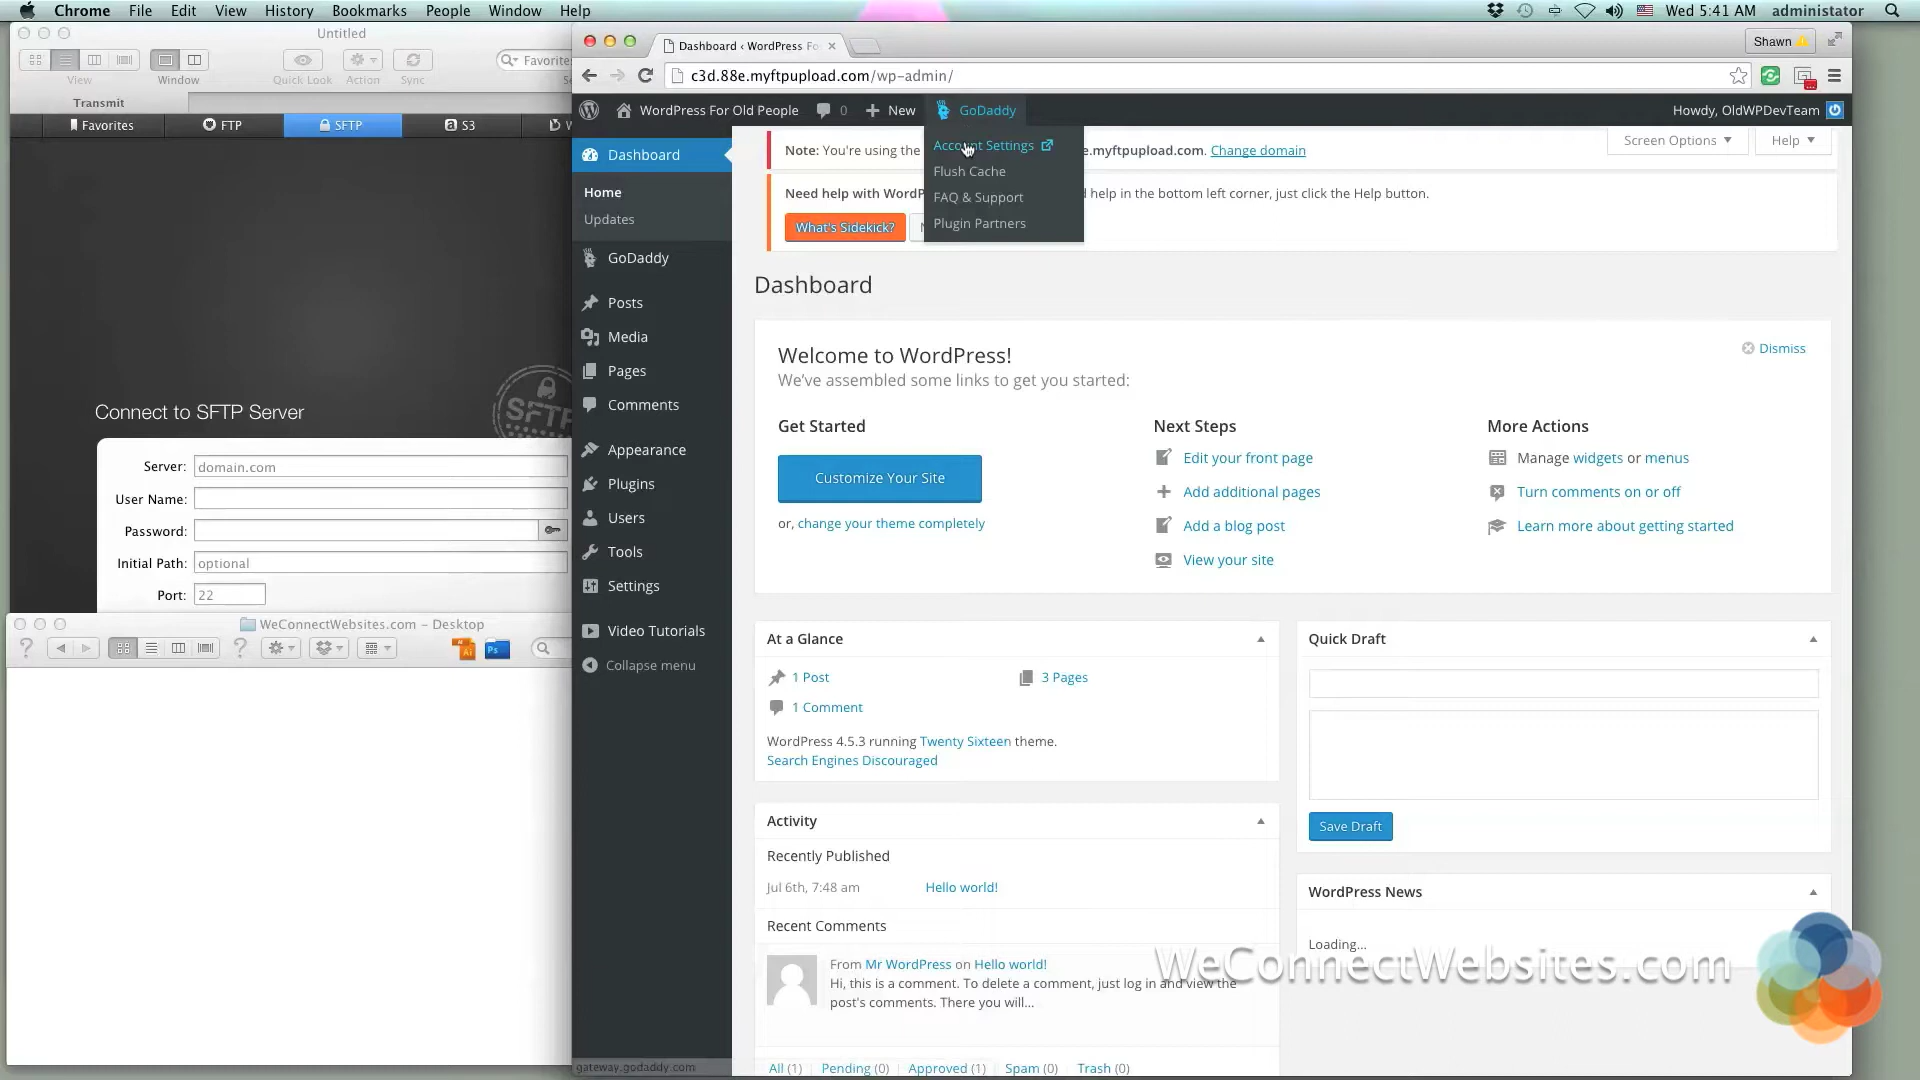 Chrome File Edit View History Bookmarks People Window Help
Wed 5:41 AM administator
Untitled
View Window Quick Look Action Sync
Favorites
Transmit
Favorites FTP SFTP S3 W
Connect to SFTP Server
SFTP
Server: domain.com
User Name:
Password:
Initial Path: optional
Port: 22
WeConnectWebsites.com – Desktop
Ai Ps
Dashboard ‹ WordPress Fo
Shawn
c3d.88e.myftpupload.com/wp-admin/
WordPress For Old People 0 New GoDaddy
Howdy, OldWPDevTeam
Account Settings
Flush Cache
FAQ & Support
Plugin Partners
Dashboard
Home
Updates
GoDaddy
Posts
Media
Pages
Comments
Appearance
Plugins
Users
Tools
Settings
Video Tutorials
Collapse menu
Screen Options Help
Note: You're using the e.myftpupload.com. Change domain
Need help with WordP help in the bottom left corner, just click the Help button.
What's Sidekick?
Dashboard
Welcome to WordPress!
Dismiss
We've assembled some links to get you started:
Get Started
Customize Your Site
or, change your theme completely
Next Steps
Edit your front page
Add additional pages
Add a blog post
View your site
More Actions
Manage widgets or menus
Turn comments on or off
Learn more about getting started
At a Glance
1 Post 3 Pages
1 Comment
WordPress 4.5.3 running Twenty Sixteen theme.
Search Engines Discouraged
Quick Draft
Save Draft
Activity
Recently Published
Jul 6th, 7:48 am Hello world!
Recent Comments
From Mr WordPress on Hello world!
Hi, this is a comment. To delete a comment, just log in and view the
post's comments. There you will...
All (1) Pending (0) Approved (1) Spam (0) Trash (0)
WordPress News
Loading...
WeConnectWebsites.com
gateway.godaddy.com